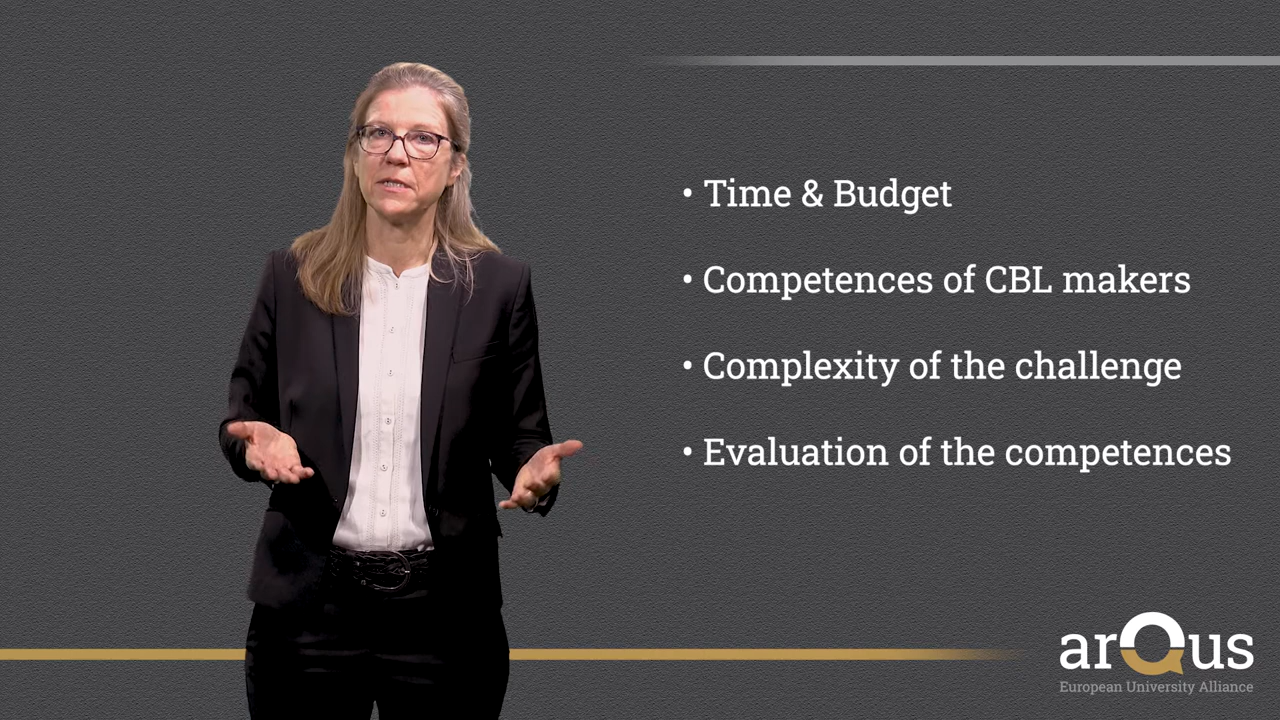 • Time & Budget
• Competences of CBL makers
• Complexity of the challenge
• Evaluation of the competences
arQus
European University Alliance